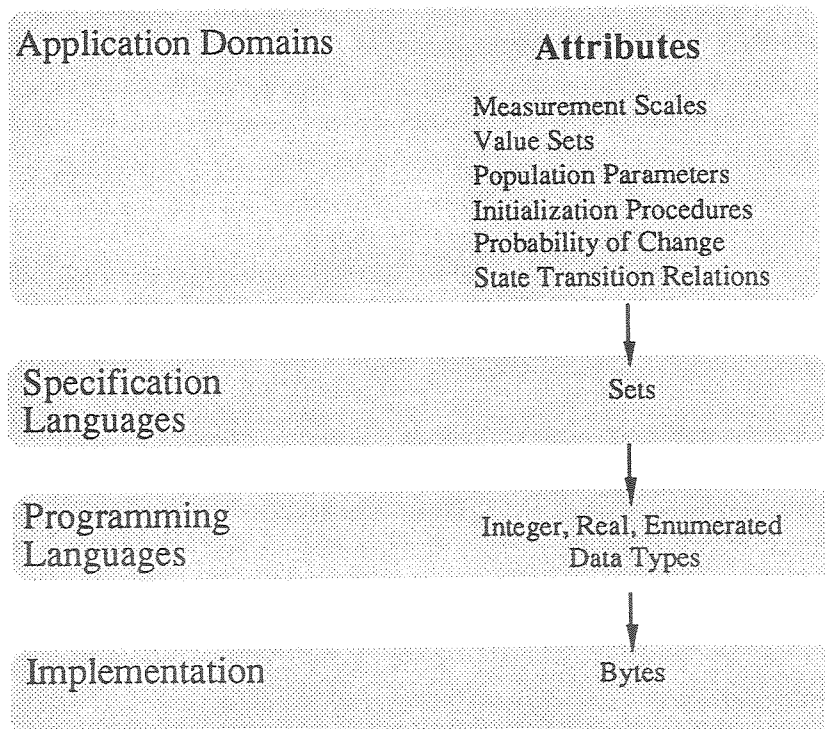 Application Domains
Attributes
Measurement Scales
Value Sets
Population Parameters
Initialization Procedures
Probability of Change
State Transition Relations
Specification
Languages
Sets
Programming
Languages
Integer, Real, Enumerated
Data Types
Implementation
Bytes